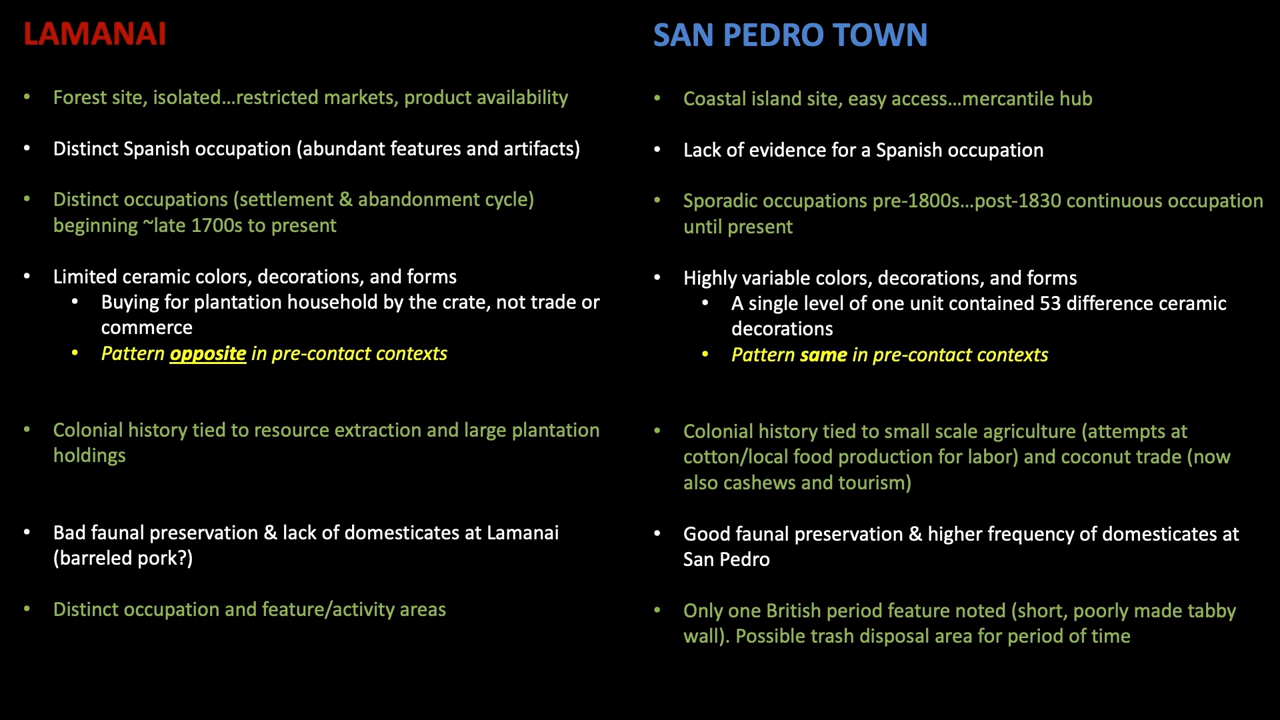 LAMANAI
• Forest site, isolated...restricted markets, product availability
• Distinct Spanish occupation (abundant features and artifacts)
• Distinct occupations (settlement & abandonment cycle)
beginning ~late 1700s to present
• Limited ceramic colors, decorations, and forms
• Buying for plantation household by the crate, not trade or
commerce
• Pattern opposite in pre-contact contexts
• Colonial history tied to resource extraction and large plantation
holdings
• Bad faunal preservation & lack of domesticates at Lamanai
(barreled pork?)
• Distinct occupation and feature/activity areas
SAN PEDRO TOWN
• Coastal island site, easy access...mercantile hub
• Lack of evidence for a Spanish occupation
• Sporadic occupations pre-1800s...post-1830 continuous occupation
until present
• Highly variable colors, decorations, and forms
• A single level of one unit contained 53 difference ceramic
decorations
• Pattern same in pre-contact contexts
• Colonial history tied to small scale agriculture (attempts at
cotton/local food production for labor) and coconut trade (now
also cashews and tourism)
• Good faunal preservation & higher frequency of domesticates at
San Pedro
• Only one British period feature noted (short, poorly made tabby
wall). Possible trash disposal area for period of time